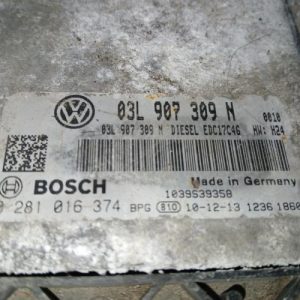 03L 907 309 N 0010
03L 907 309 N DIESEL EDC17C46 HW: H24
BOSCH
Made in Germany
1039S39358
0 281 016 374 BPG 810 10-12-13 1236 1860